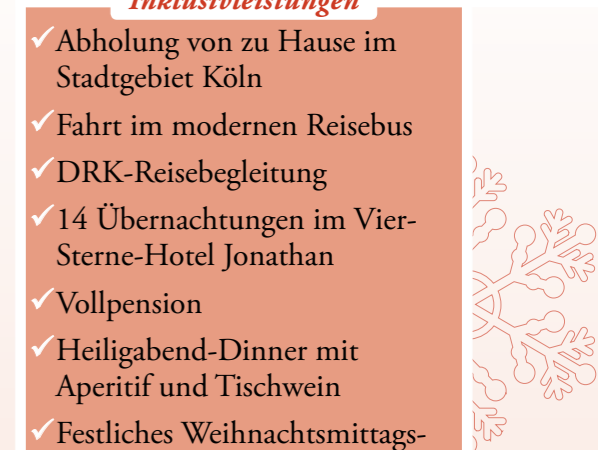 Inklusivleistungen
Abholung von zu Hause im
Stadtgebiet Köln
Fahrt im modernen Reisebus
DRK-Reisebegleitung
14 Übernachtungen im Vier-
Sterne-Hotel Jonathan
Vollpension
Heiligabend-Dinner mit
Aperitif und Tischwein
Festliches Weihnachtsmittags-